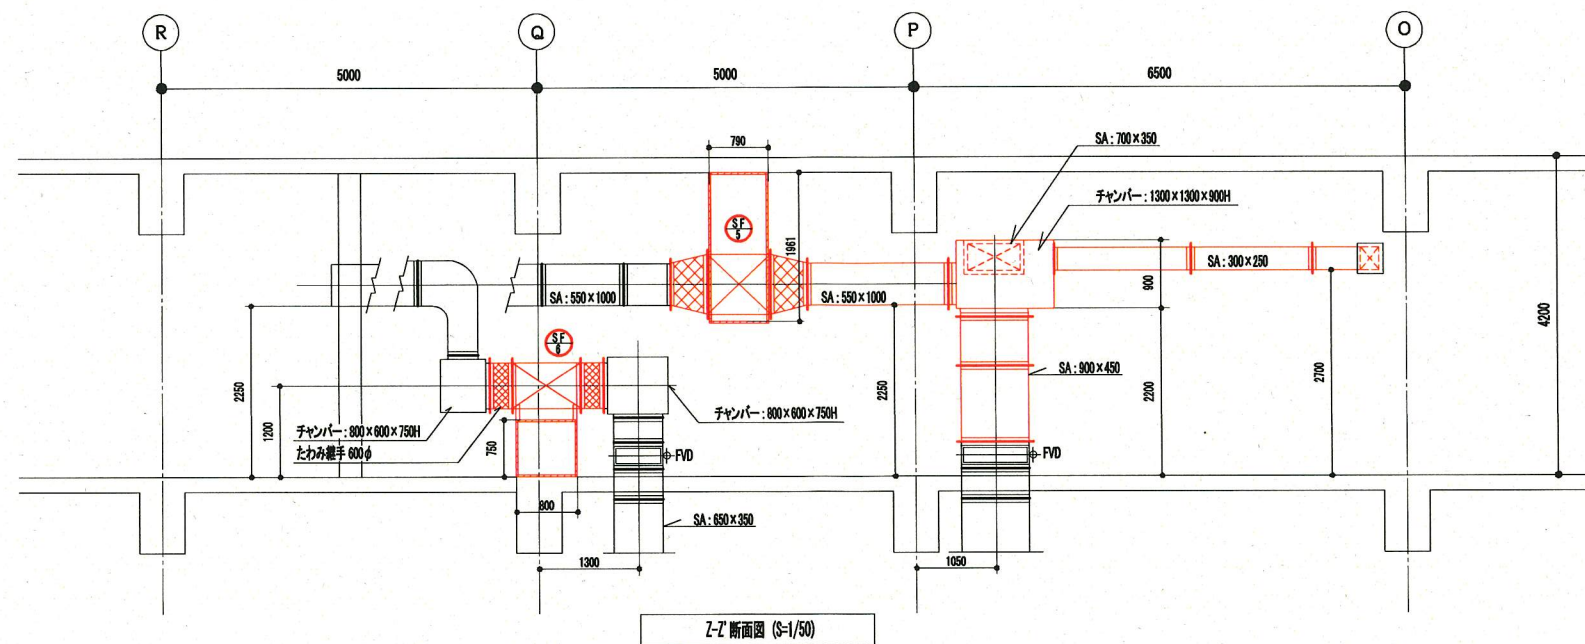 R
Q
P
O
5000
5000
6500
790
SA : 700×350
チャンバー : 1300×1300×900H
SF
5
1961
SA : 550×1000
SA : 550×1000
SA : 300×250
900
4200
SF
6
2250
1200
チャンバー : 800×600×750H
たわみ継手 600φ
750
チャンバー : 800×600×750H
2250
SA : 900×450
2200
2700
FVD
FVD
800
SA : 650×350
1300
1050
Z-Z' 断面図 (S=1/50)